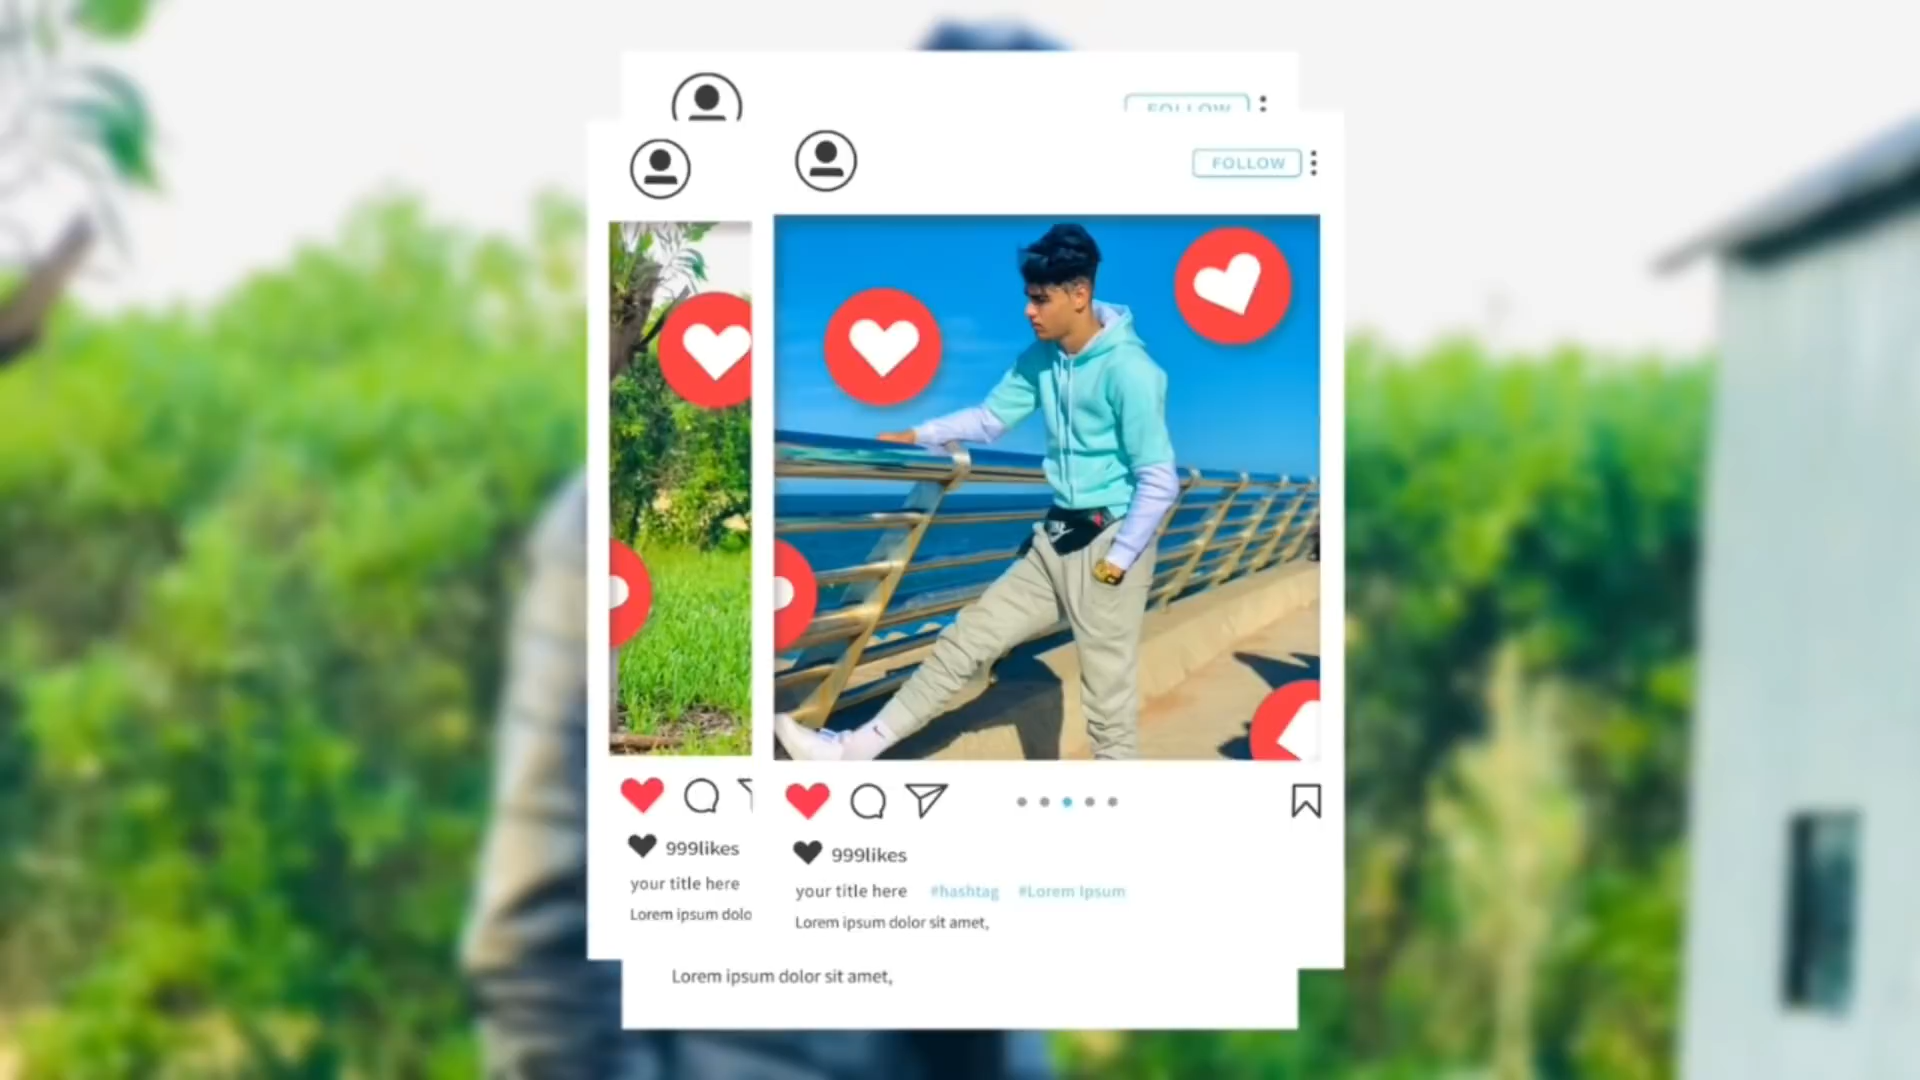 FOLLOW
FOLLOW
999likes
your title here
Lorem ipsum dolo
999likes
your title here #hashtag #Lorem Ipsum
Lorem ipsum dolor sit amet,
Lorem ipsum dolor sit amet,